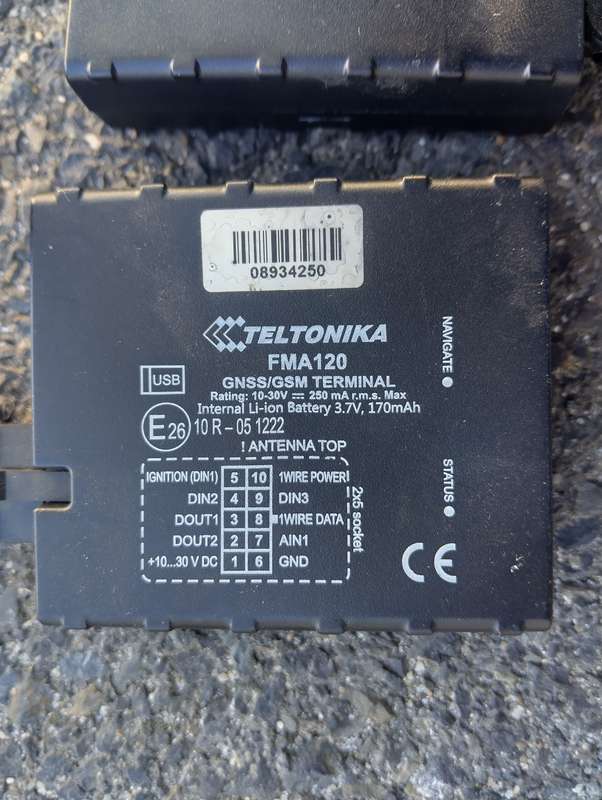 08934250
TELTONIKA
FMA120
GNSS/GSM TERMINAL
Rating: 10-30V ⎓ 250 mA r.m.s. Max
Internal Li-ion Battery 3.7V, 170mAh
USB
E26 10 R – 05 1222
! ANTENNA TOP
IGNITION (DIN1) 5 10 1WIRE POWER
DIN2 4 9 DIN3
DOUT1 3 8 1WIRE DATA
DOUT2 2 7 AIN1
+10...30 V DC 1 6 GND
2x5 socket
NAVIGATE
STATUS
CE